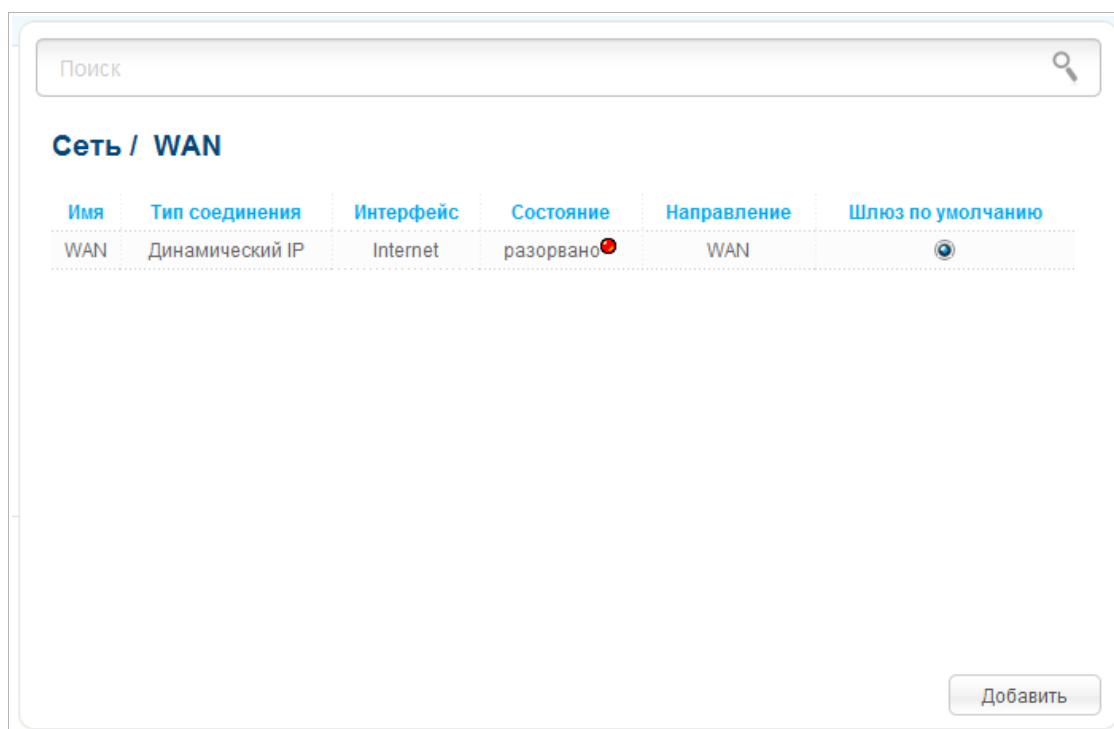 Поиск
Сеть / WAN
Имя Тип соединения Интерфейс Состояние Направление Шлюз по умолчанию
WAN Динамический IP Internet разорвано WAN
Добавить